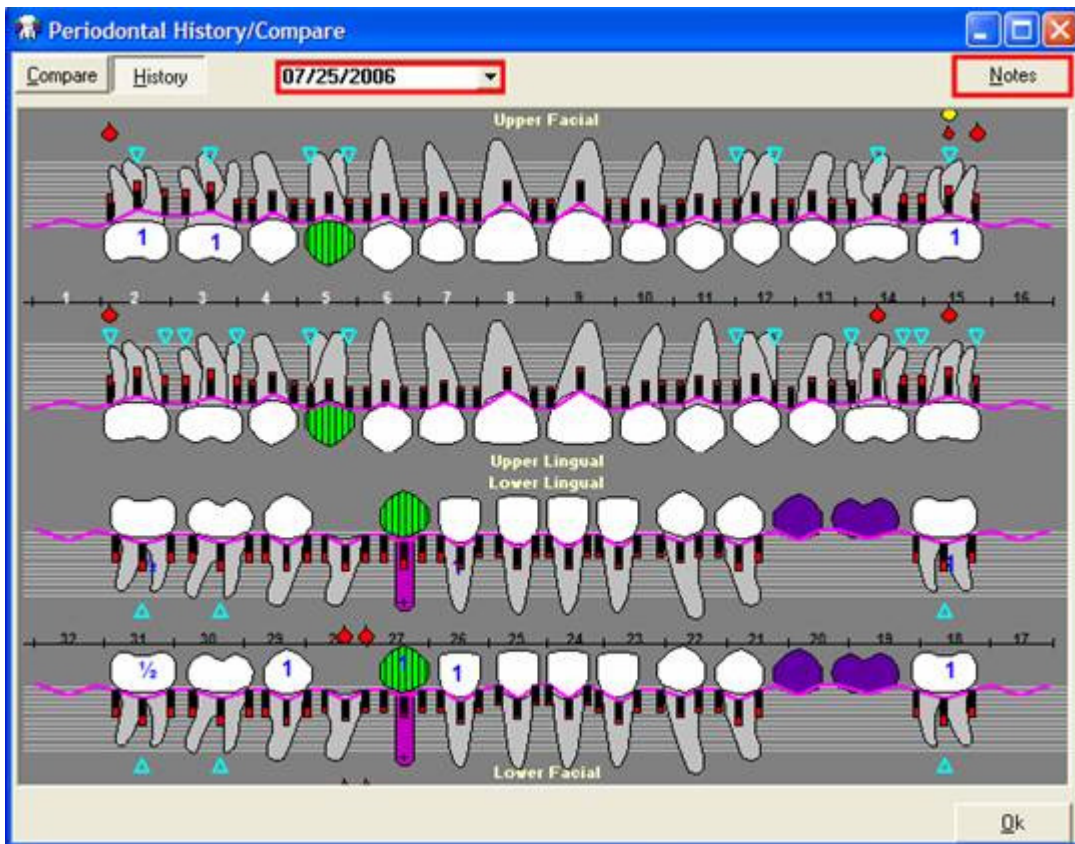 Periodontal History/Compare
Compare History 07/25/2006 Notes
Upper Facial
1 1 1
1 2 3 4 5 6 7 8 9 10 11 12 13 14 15 16
Upper Lingual
Lower Lingual
1
32 31 30 29 27 26 25 24 23 22 21 20 19 18 17
½ 1 1 1 1
Lower Facial
Ok